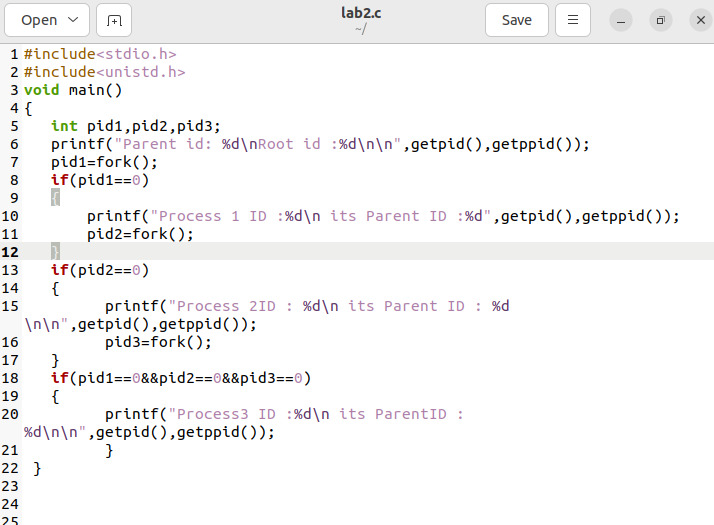 Open
lab2.c
~/
Save
1 #include<stdio.h>
2 #include<unistd.h>
3 void main()
4 {
5    int pid1,pid2,pid3;
6    printf("Parent id: %d\nRoot id :%d\n\n",getpid(),getppid());
7    pid1=fork();
8    if(pid1==0)
9    {
10        printf("Process 1 ID :%d\n its Parent ID :%d",getpid(),getppid());
11        pid2=fork();
12    }
13    if(pid2==0)
14    {
15          printf("Process 2ID : %d\n its Parent ID : %d
\n\n",getpid(),getppid());
16          pid3=fork();
17    }
18    if(pid1==0&&pid2==0&&pid3==0)
19    {
20          printf("Process3 ID :%d\n its ParentID :
%d\n\n",getpid(),getppid());
21          }
22  }
23
24
25